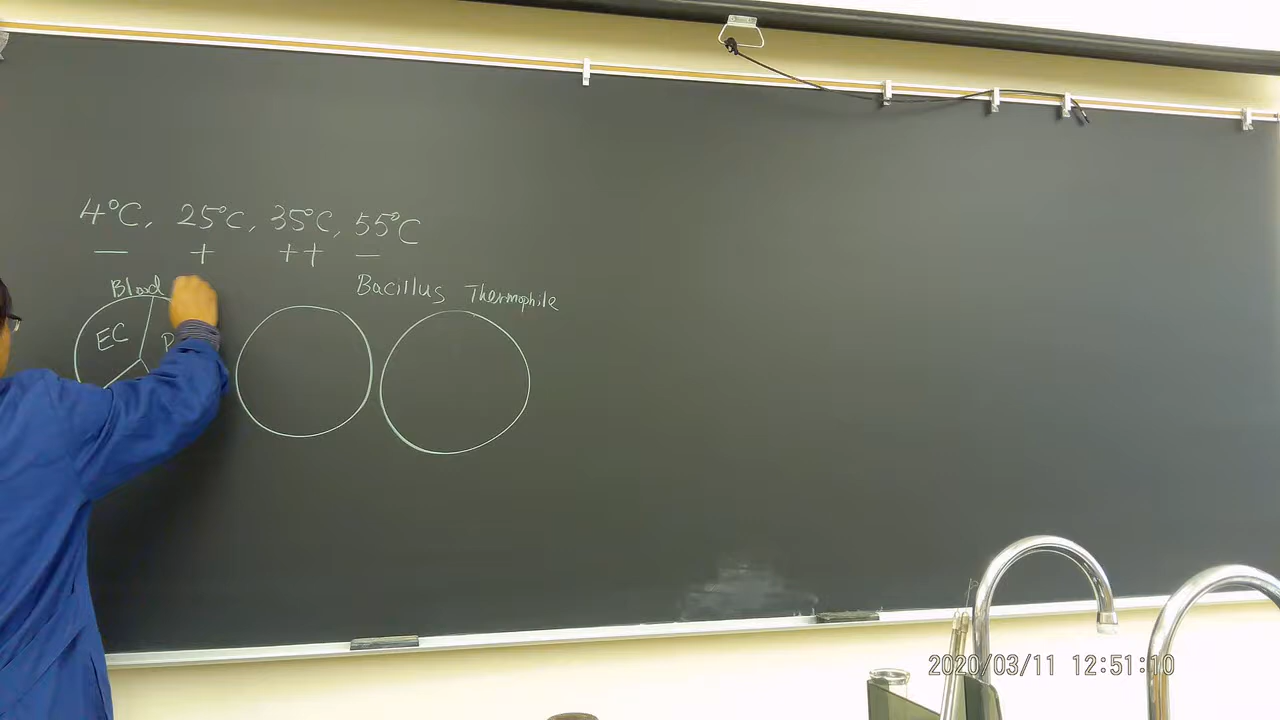 4°C, 25°C, 35°C, 55°C
— + ++ —
Blood
Bacillus Thermophile
EC P
2020/03/11 12:51:10